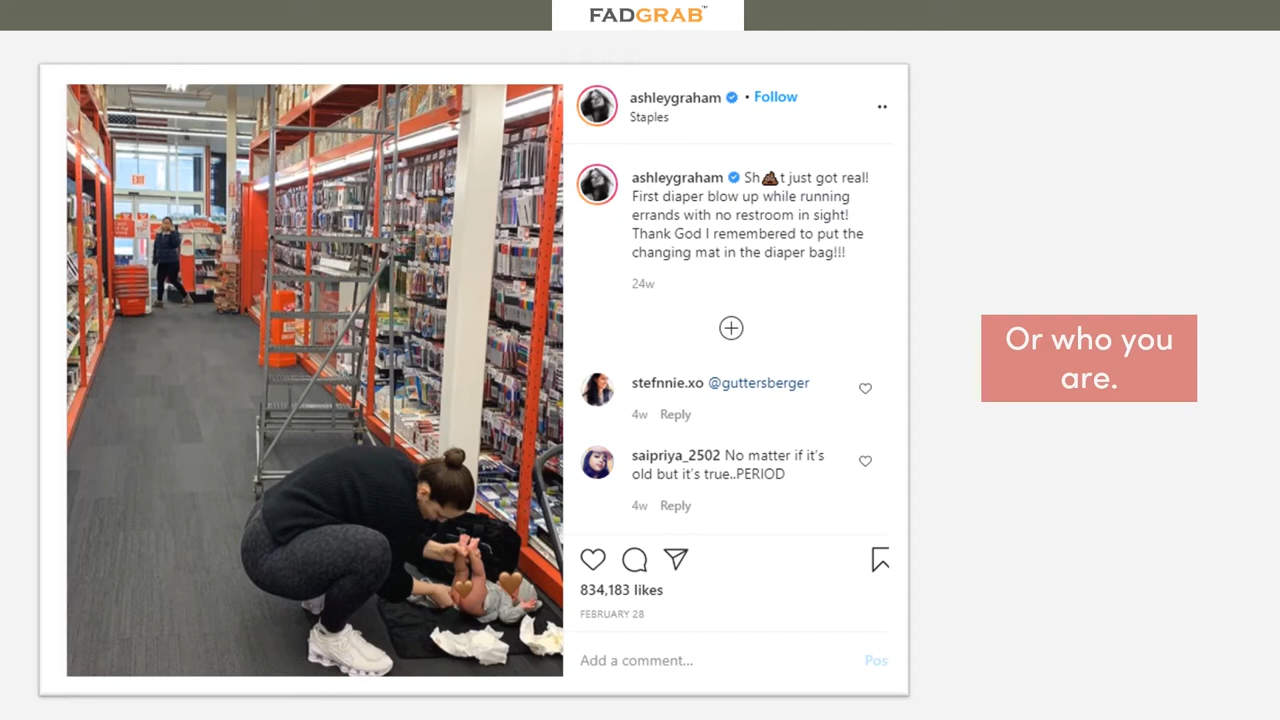 FADGRAB™
ashleygraham • Follow
Staples
ashleygraham Sh💩t just got real!
First diaper blow up while running
errands with no restroom in sight!
Thank God I remembered to put the
changing mat in the diaper bag!!!
24w
stefnnie.xo @guttersberger
4w Reply
saipriya_2502 No matter if it's
old but it's true..PERIOD
4w Reply
834,183 likes
FEBRUARY 28
Add a comment...
Pos
Or who you
are.